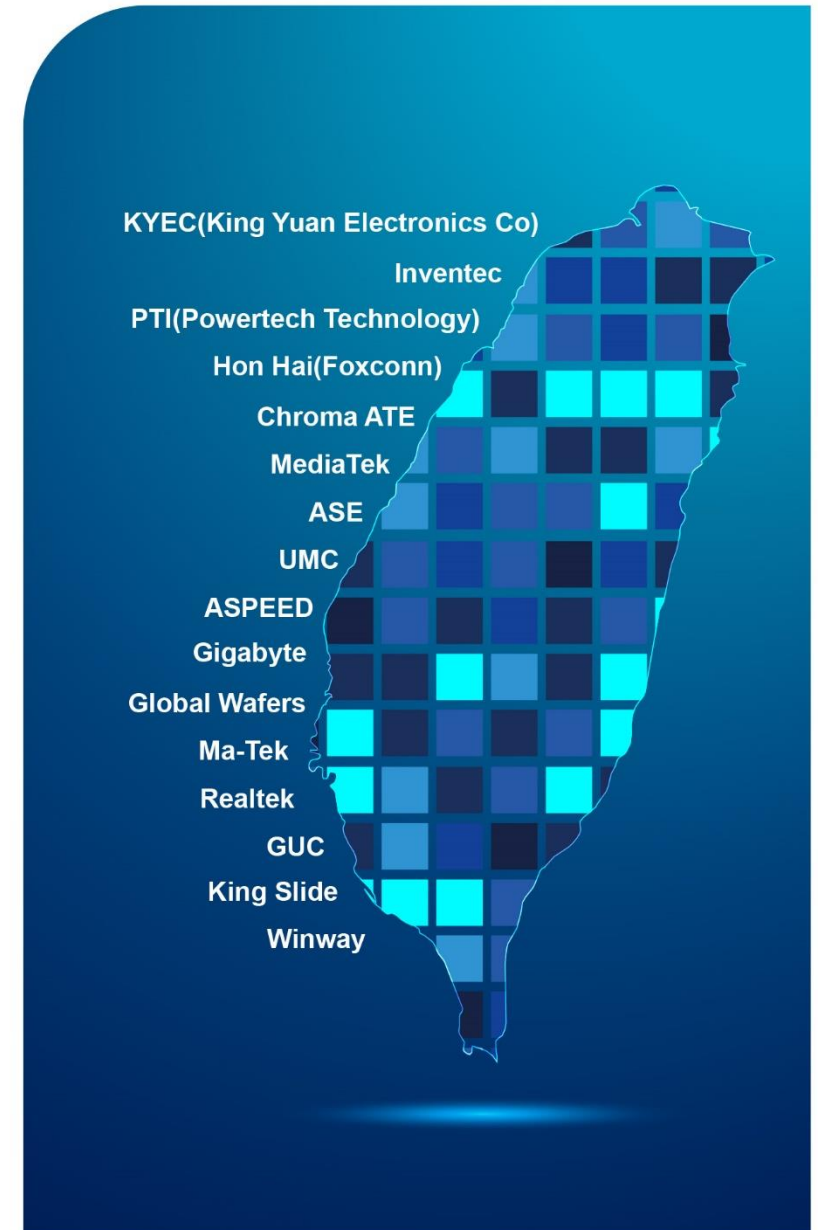 KYEC(King Yuan Electronics Co)
Inventec
PTI(Powertech Technology)
Hon Hai(Foxconn)
Chroma ATE
MediaTek
ASE
UMC
ASPEED
Gigabyte
Global Wafers
Ma-Tek
Realtek
GUC
King Slide
Winway